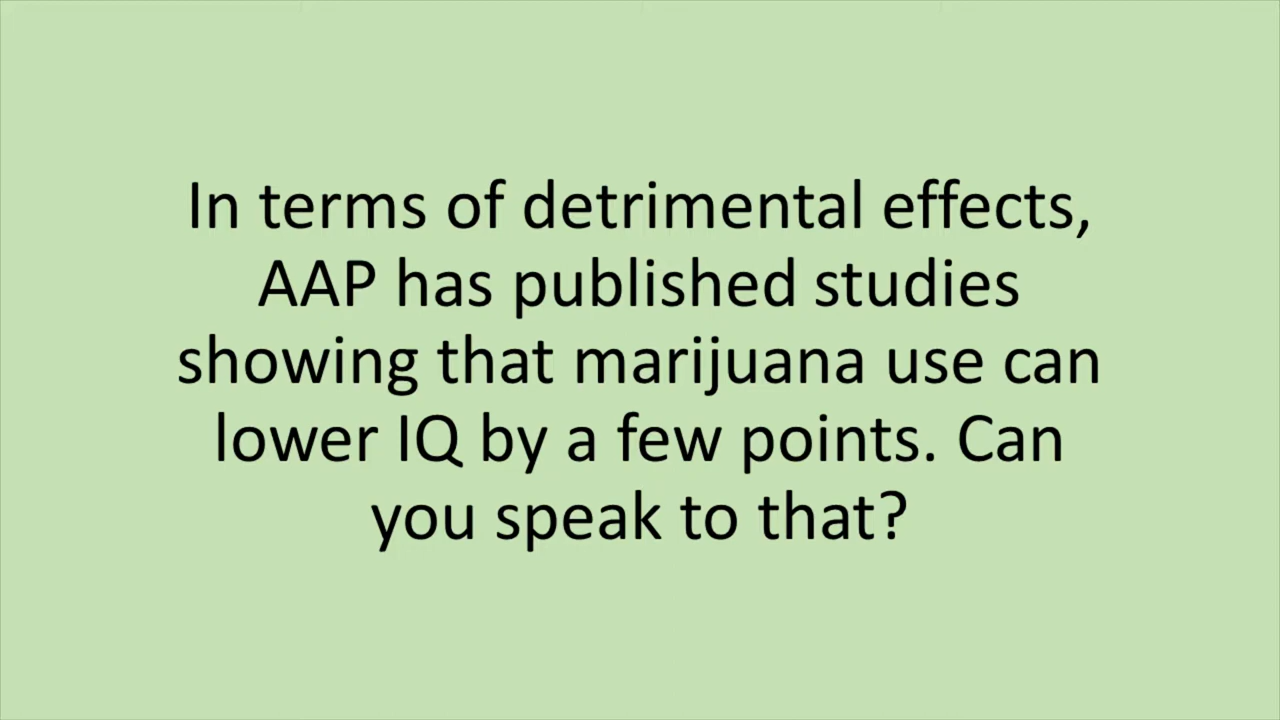 In terms of detrimental effects,
AAP has published studies
showing that marijuana use can
lower IQ by a few points. Can
you speak to that?